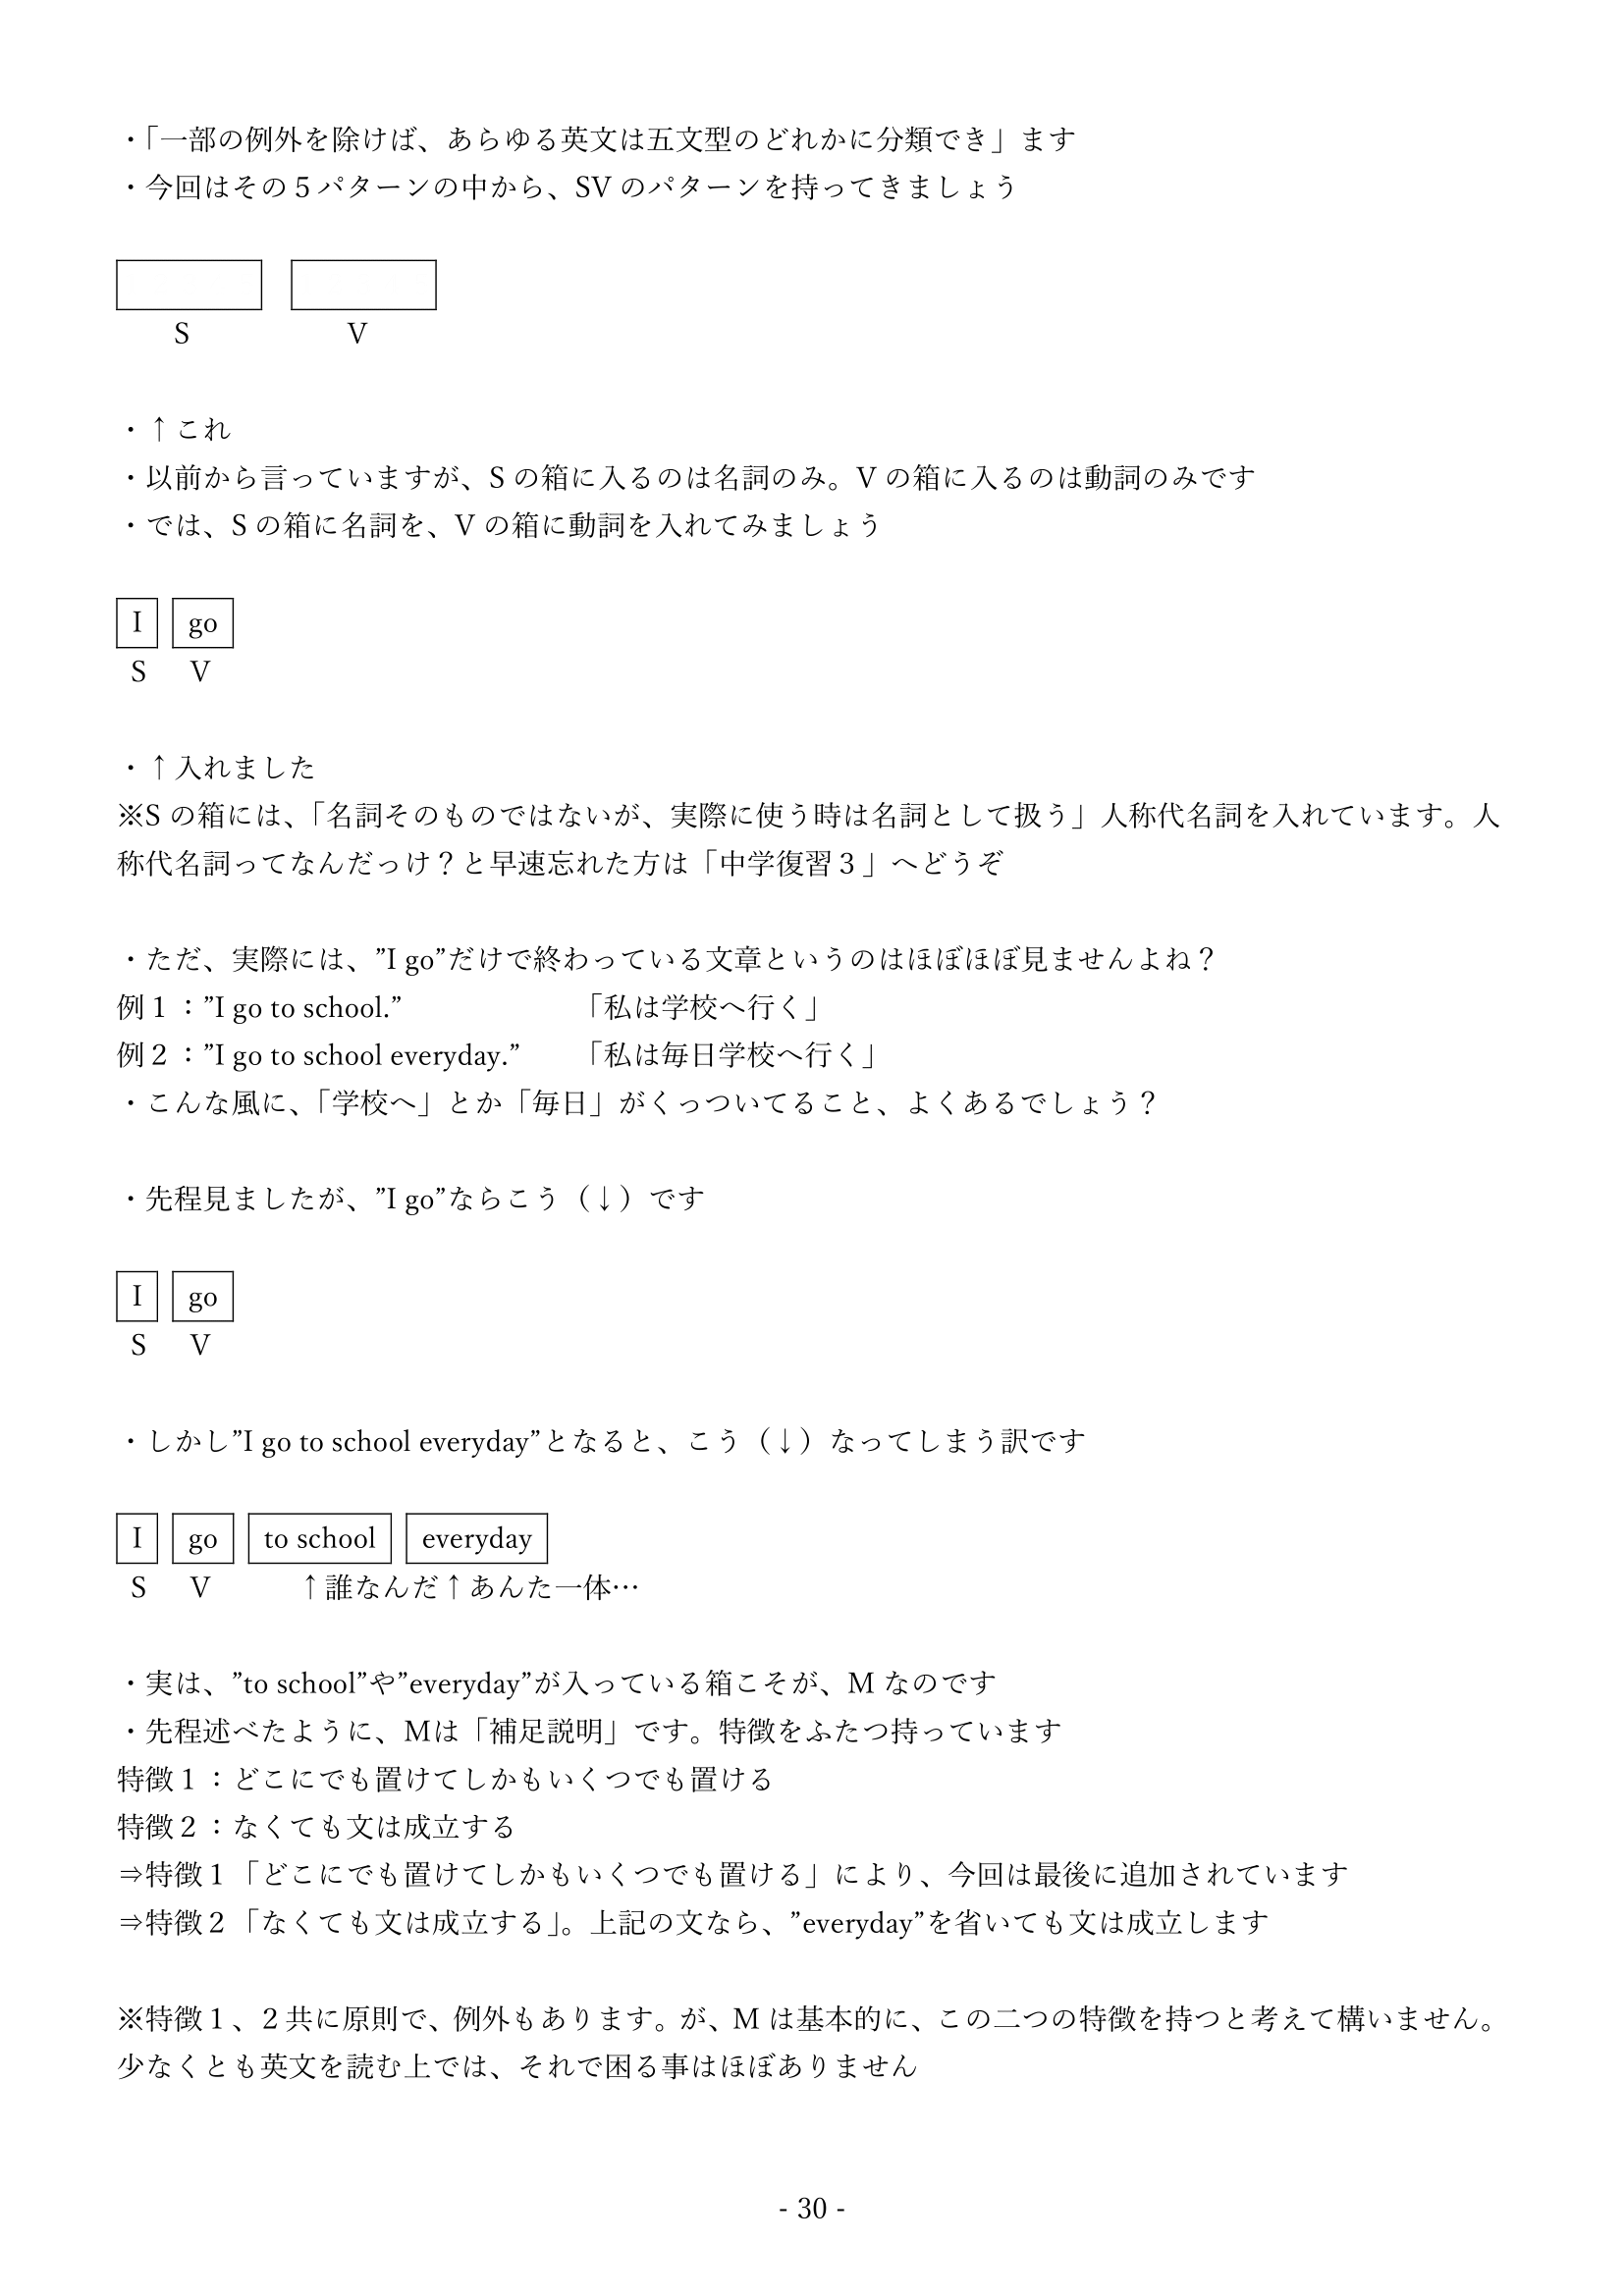 ・「一部の例外を除けば、あらゆる英文は五文型のどれかに分類でき」ます
・今回はその５パターンの中から、SV のパターンを持ってきましょう
S V
・↑これ
・以前から言っていますが、S の箱に入るのは名詞のみ。V の箱に入るのは動詞のみです
・では、S の箱に名詞を、V の箱に動詞を入れてみましょう
I go
S V
・↑入れました
※S の箱には、「名詞そのものではないが、実際に使う時は名詞として扱う」人称代名詞を入れています。人
称代名詞ってなんだっけ？と早速忘れた方は「中学復習３」へどうぞ
・ただ、実際には、”I go”だけで終わっている文章というのはほぼほぼ見ませんよね？
例１：”I go to school.” 「私は学校へ行く」
例２：”I go to school everyday.” 「私は毎日学校へ行く」
・こんな風に、「学校へ」とか「毎日」がくっついてること、よくあるでしょう？
・先程見ましたが、”I go”ならこう（↓）です
I go
S V
・しかし”I go to school everyday”となると、こう（↓）なってしまう訳です
I go to school everyday
S V ↑誰なんだ↑あんた一体…
・実は、”to school”や”everyday”が入っている箱こそが、M なのです
・先程述べたように、Mは「補足説明」です。特徴をふたつ持っています
特徴１：どこにでも置けてしかもいくつでも置ける
特徴２：なくても文は成立する
⇒特徴１「どこにでも置けてしかもいくつでも置ける」により、今回は最後に追加されています
⇒特徴２「なくても文は成立する」。上記の文なら、”everyday”を省いても文は成立します
※特徴１、２共に原則で、例外もあります。が、M は基本的に、この二つの特徴を持つと考えて構いません。
少なくとも英文を読む上では、それで困る事はほぼありません
- 30 -